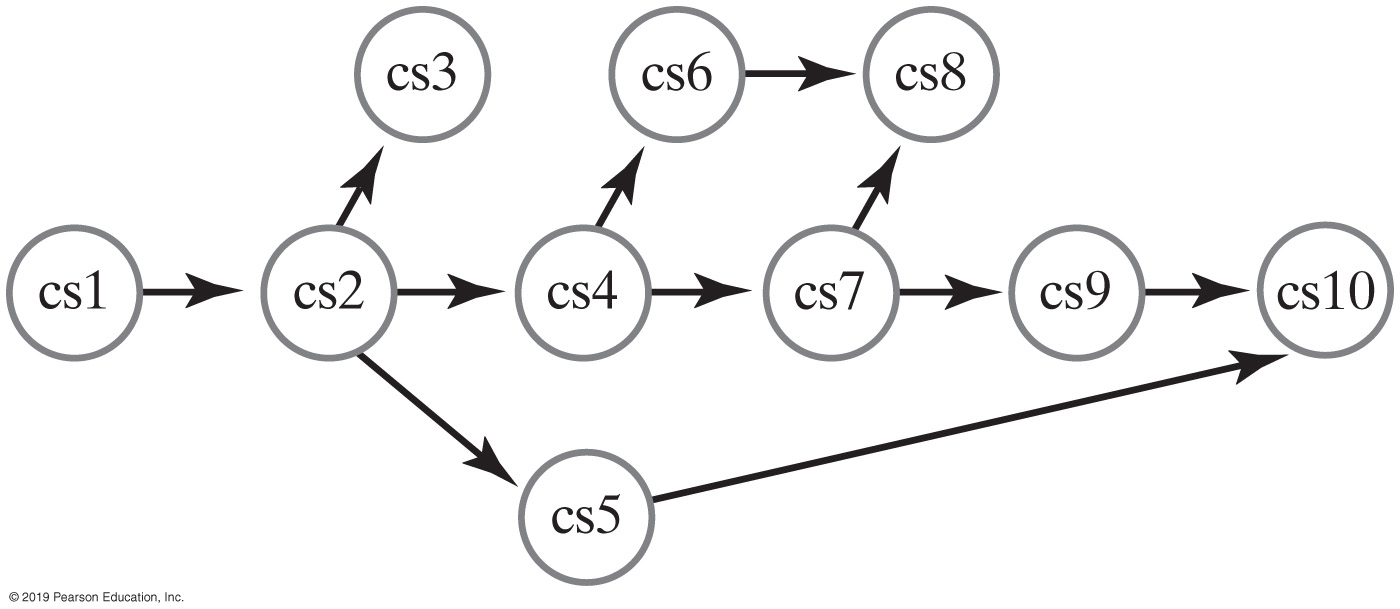 cs3
cs6
cs8
cs1
cs2
cs4
cs7
cs9
cs10
cs5
© 2019 Pearson Education, Inc.